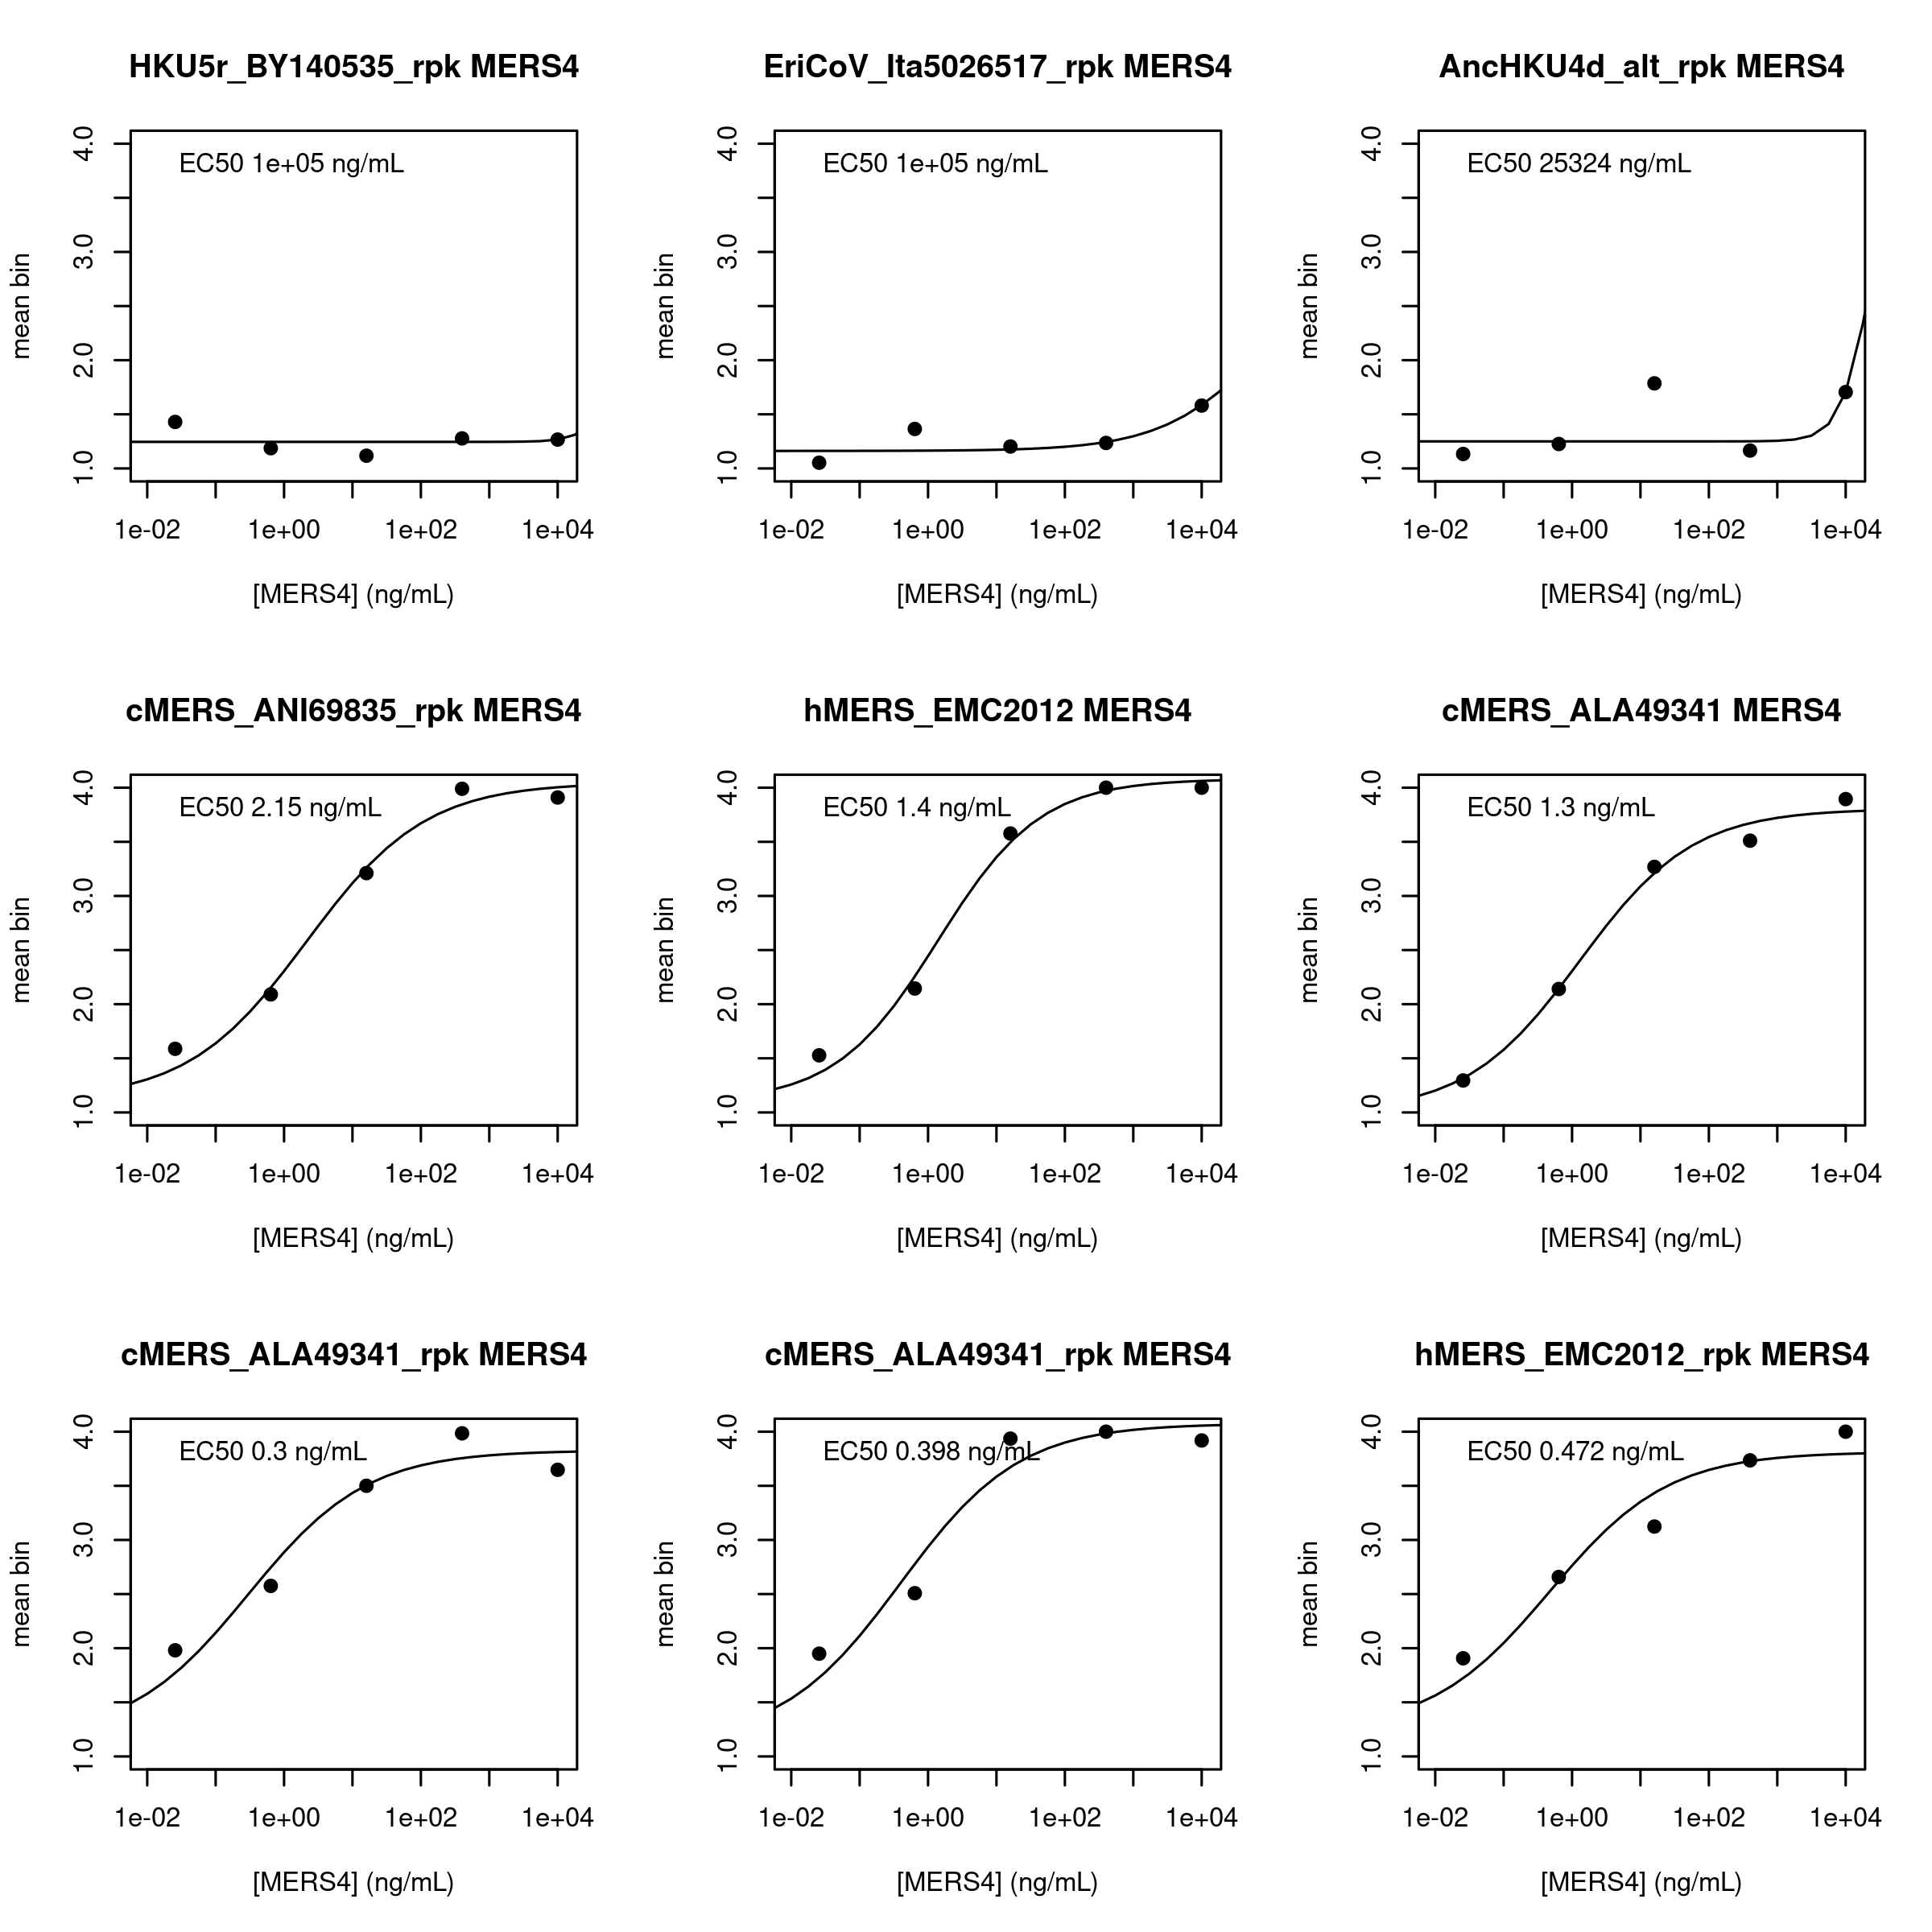 HKU5r_BY140535_rpk MERS4
EC50 1e+05 ng/mL
mean bin
4.0
3.0
2.0
1.0
1e-02 1e+00 1e+02 1e+04
[MERS4] (ng/mL)
EriCoV_Ita5026517_rpk MERS4
EC50 1e+05 ng/mL
mean bin
4.0
3.0
2.0
1.0
1e-02 1e+00 1e+02 1e+04
[MERS4] (ng/mL)
AncHKU4d_alt_rpk MERS4
EC50 25324 ng/mL
mean bin
4.0
3.0
2.0
1.0
1e-02 1e+00 1e+02 1e+04
[MERS4] (ng/mL)
cMERS_ANI69835_rpk MERS4
EC50 2.15 ng/mL
mean bin
4.0
3.0
2.0
1.0
1e-02 1e+00 1e+02 1e+04
[MERS4] (ng/mL)
hMERS_EMC2012 MERS4
EC50 1.4 ng/mL
mean bin
4.0
3.0
2.0
1.0
1e-02 1e+00 1e+02 1e+04
[MERS4] (ng/mL)
cMERS_ALA49341 MERS4
EC50 1.3 ng/mL
mean bin
4.0
3.0
2.0
1.0
1e-02 1e+00 1e+02 1e+04
[MERS4] (ng/mL)
cMERS_ALA49341_rpk MERS4
EC50 0.3 ng/mL
mean bin
4.0
3.0
2.0
1.0
1e-02 1e+00 1e+02 1e+04
[MERS4] (ng/mL)
cMERS_ALA49341_rpk MERS4
EC50 0.398 ng/mL
mean bin
4.0
3.0
2.0
1.0
1e-02 1e+00 1e+02 1e+04
[MERS4] (ng/mL)
hMERS_EMC2012_rpk MERS4
EC50 0.472 ng/mL
mean bin
4.0
3.0
2.0
1.0
1e-02 1e+00 1e+02 1e+04
[MERS4] (ng/mL)